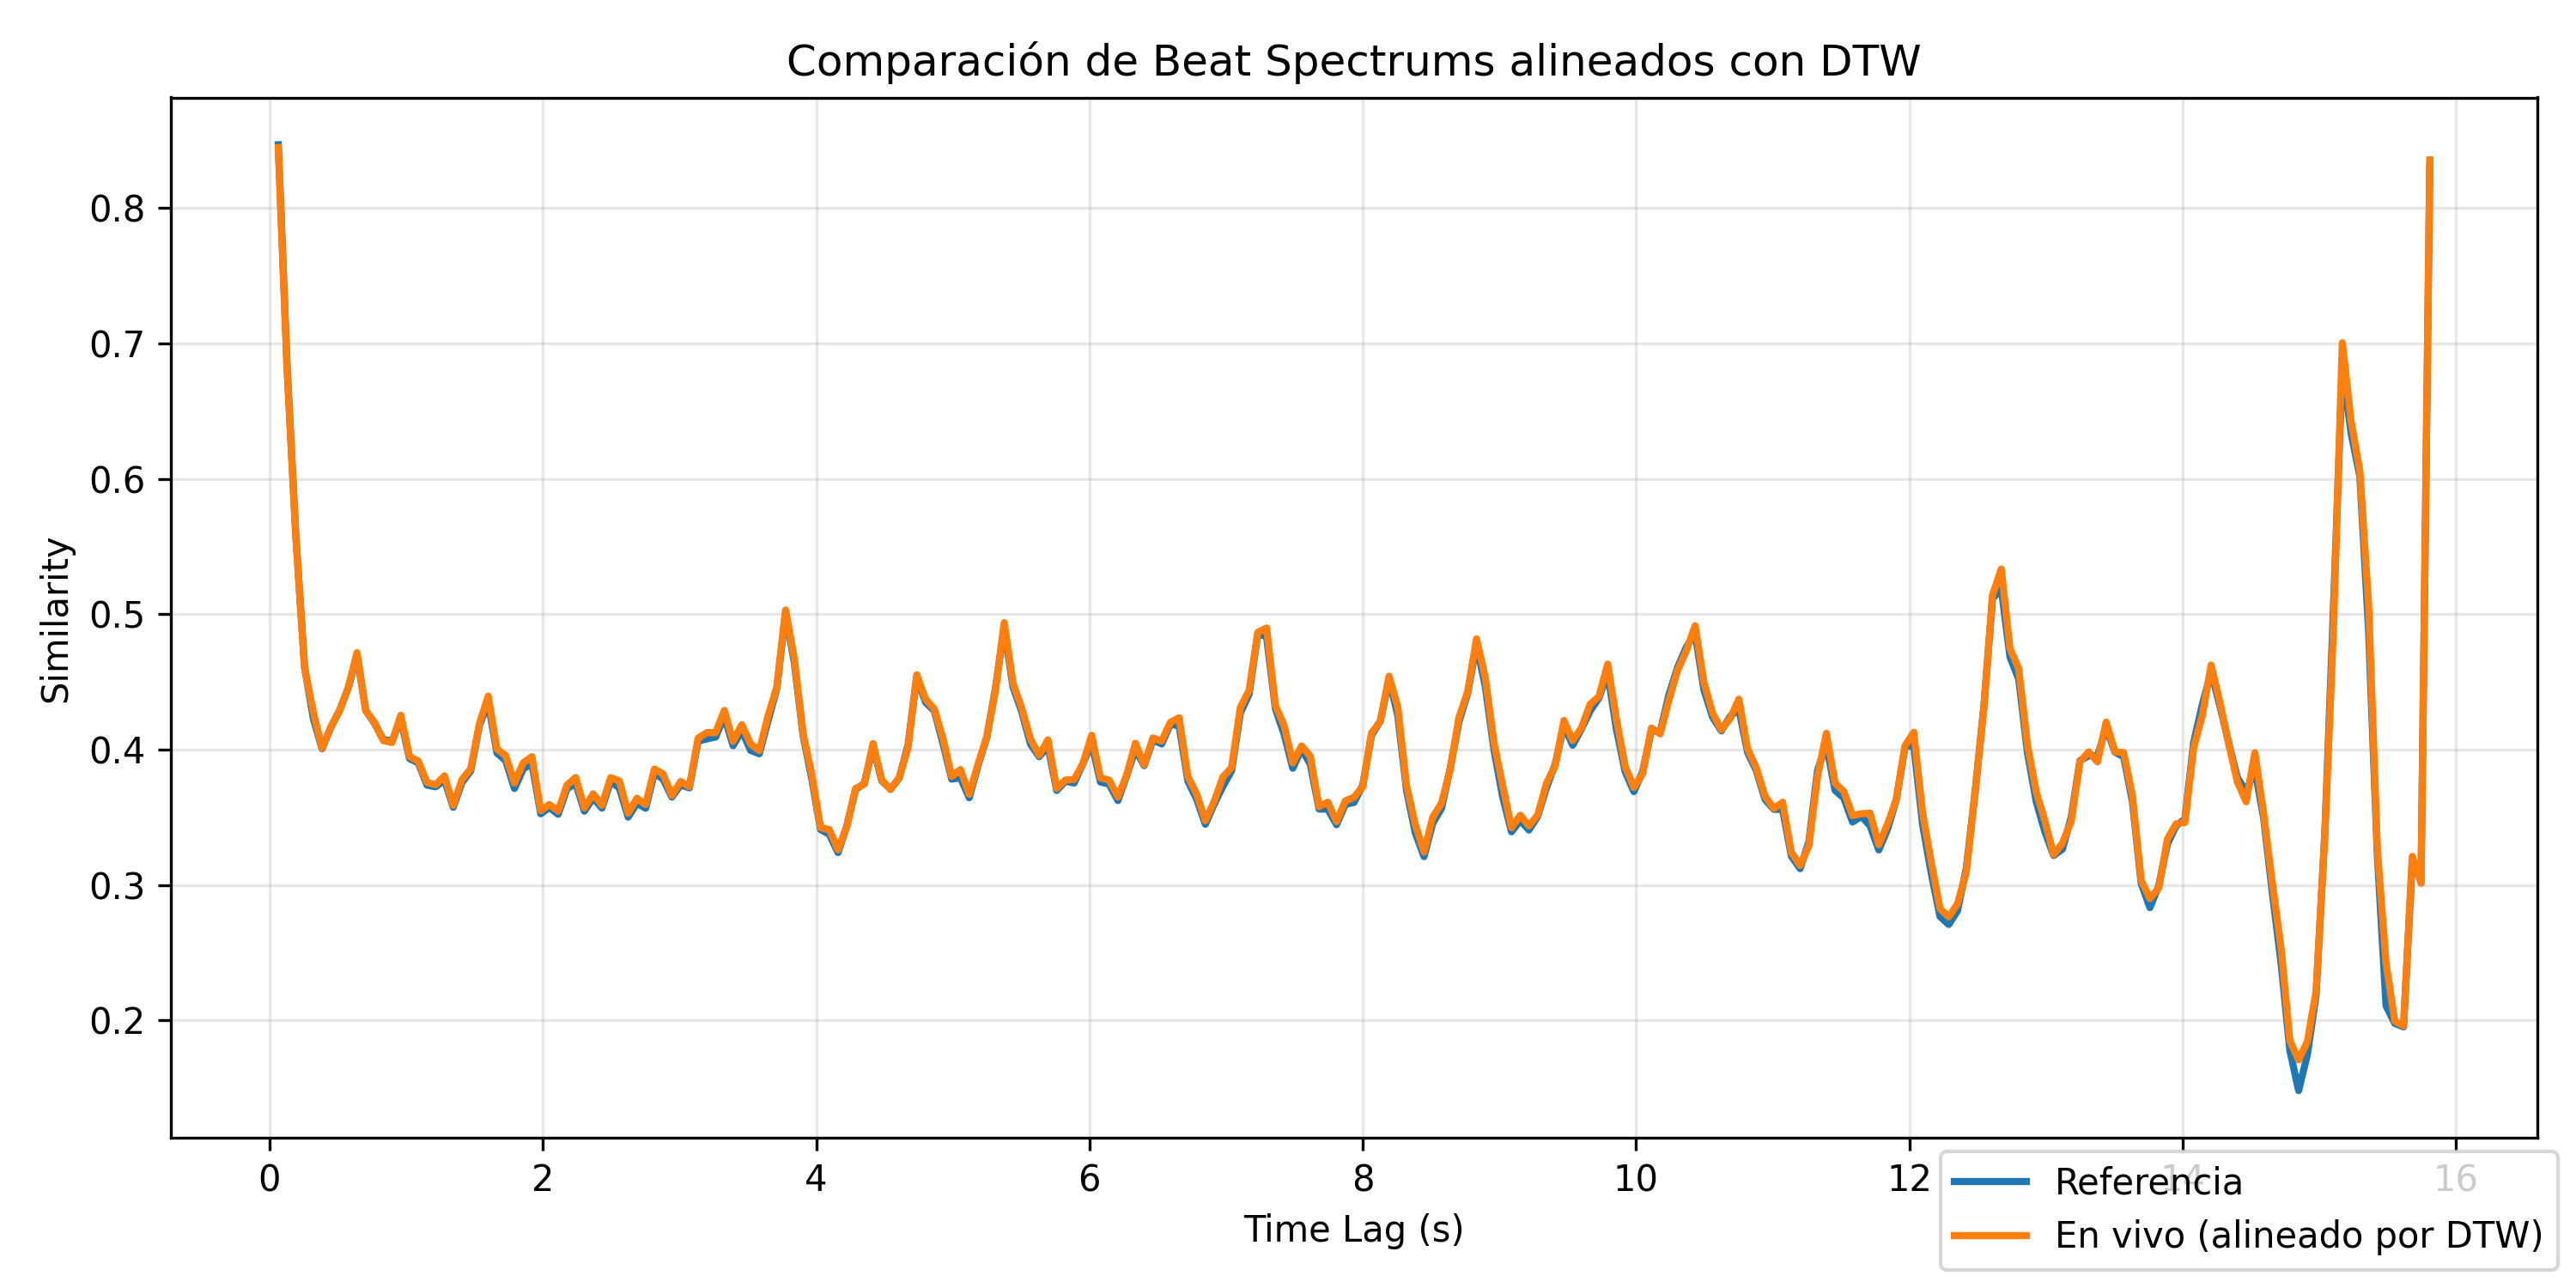 Comparación de Beat Spectrums alineados con DTW
Similarity
0.8
0.7
0.6
0.5
0.4
0.3
0.2
0 2 4 6 8 10 12 14 16
Time Lag (s)
Referencia
En vivo (alineado por DTW)